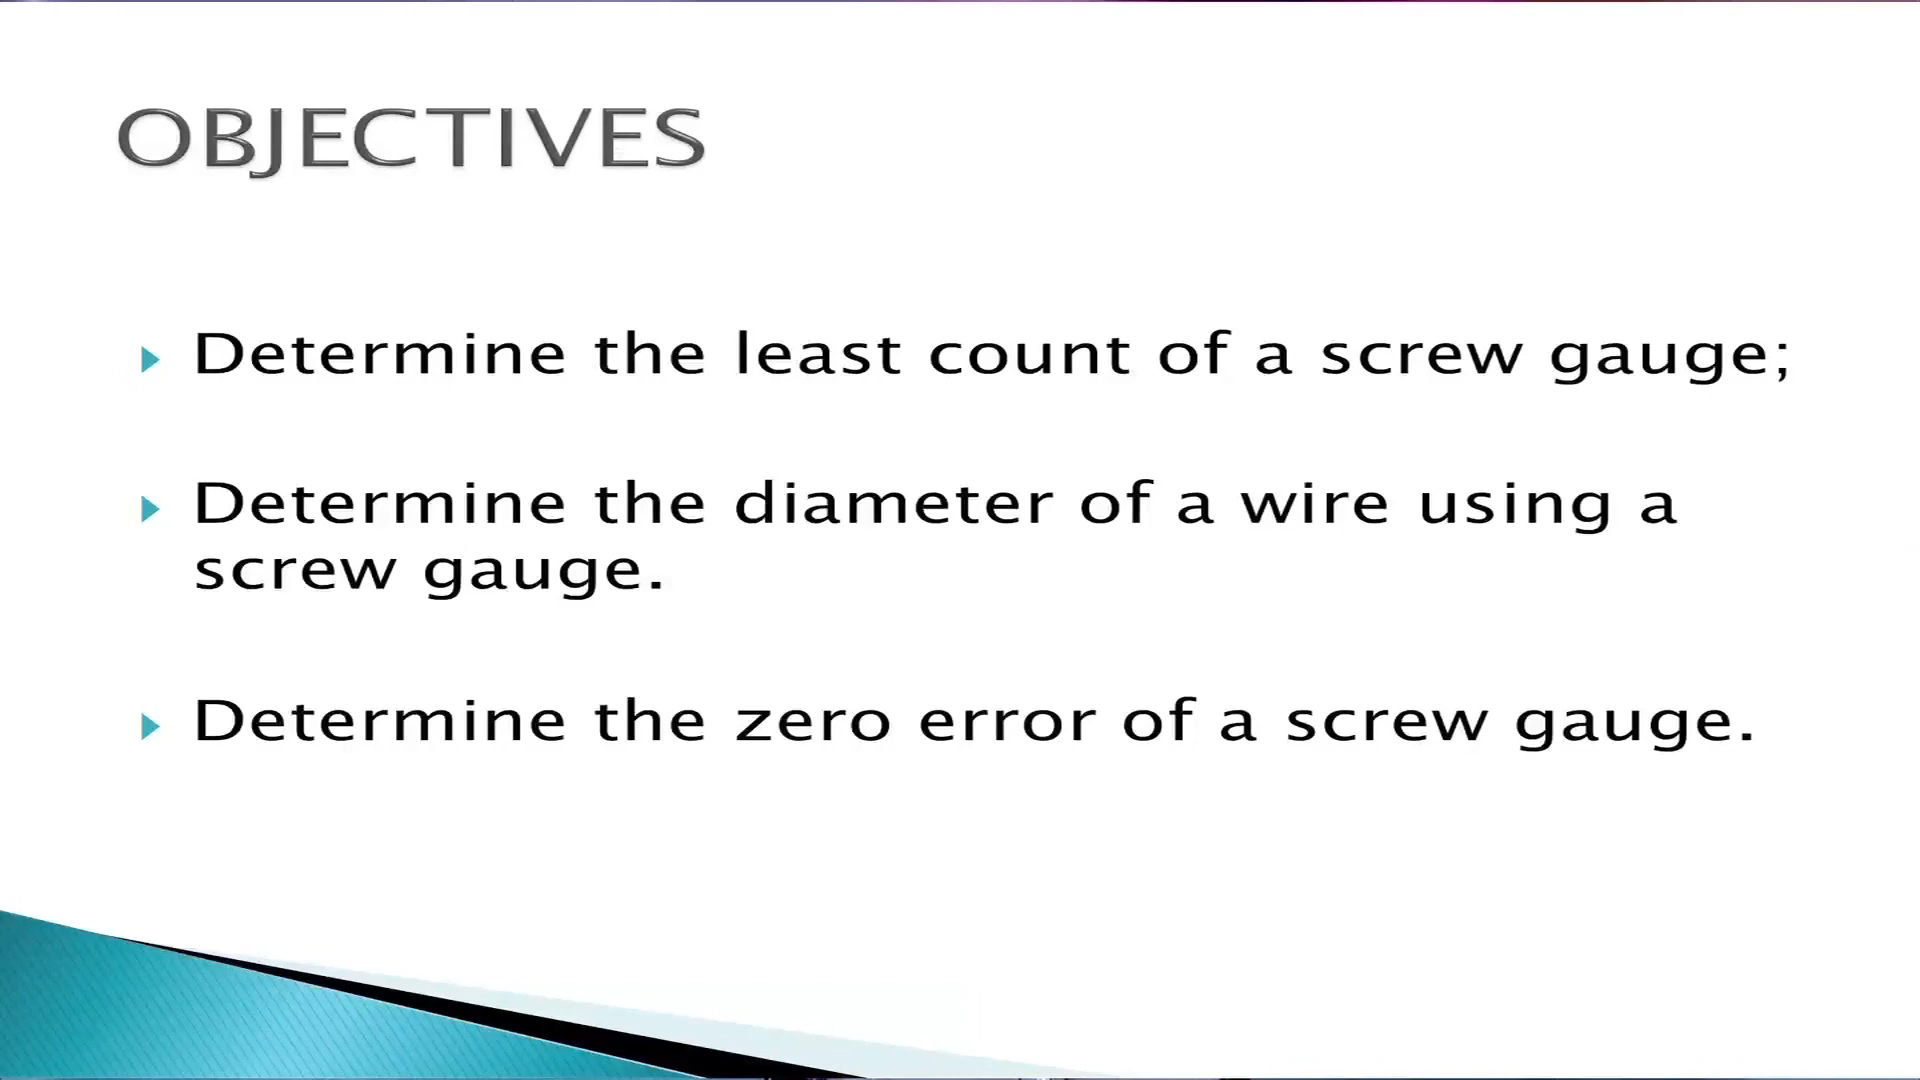 OBJECTIVES
Determine the least count of a screw gauge;
Determine the diameter of a wire using a
screw gauge.
Determine the zero error of a screw gauge.